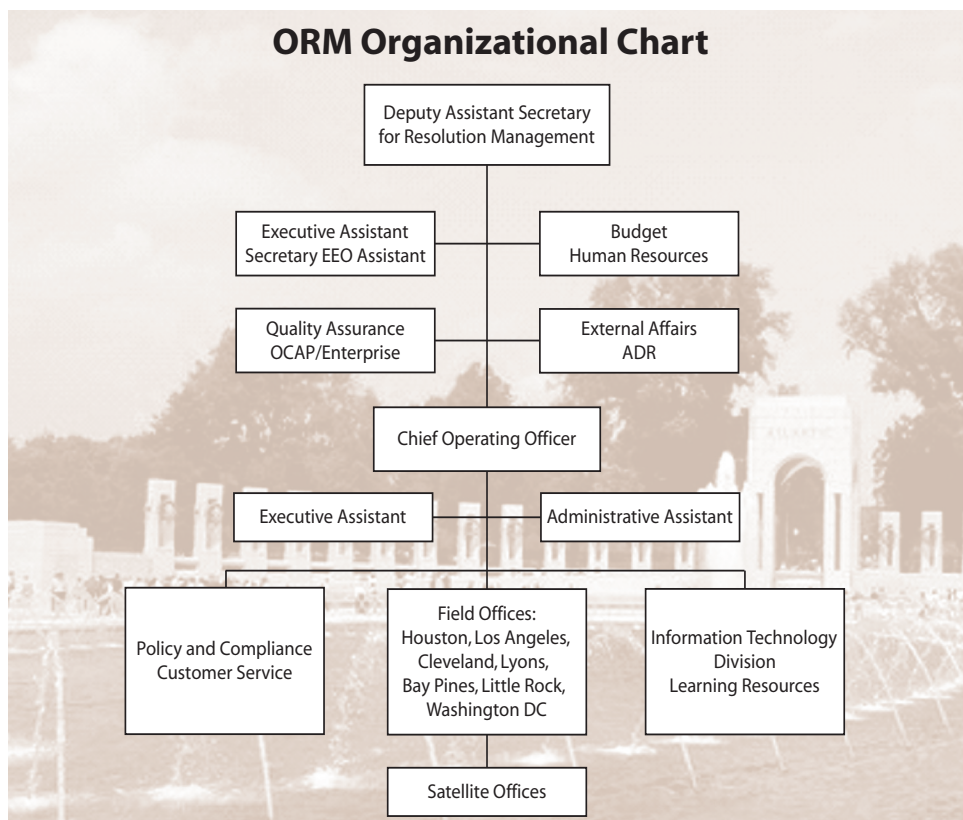 ORM Organizational Chart
Deputy Assistant Secretary
for Resolution Management
Executive Assistant
Secretary EEO Assistant
Budget
Human Resources
Quality Assurance
OCAP/Enterprise
External Affairs
ADR
Chief Operating Officer
Executive Assistant
Administrative Assistant
Policy and Compliance
Customer Service
Field Offices:
Houston, Los Angeles,
Cleveland, Lyons,
Bay Pines, Little Rock,
Washington DC
Information Technology
Division
Learning Resources
Satellite Offices
ATLANTIC